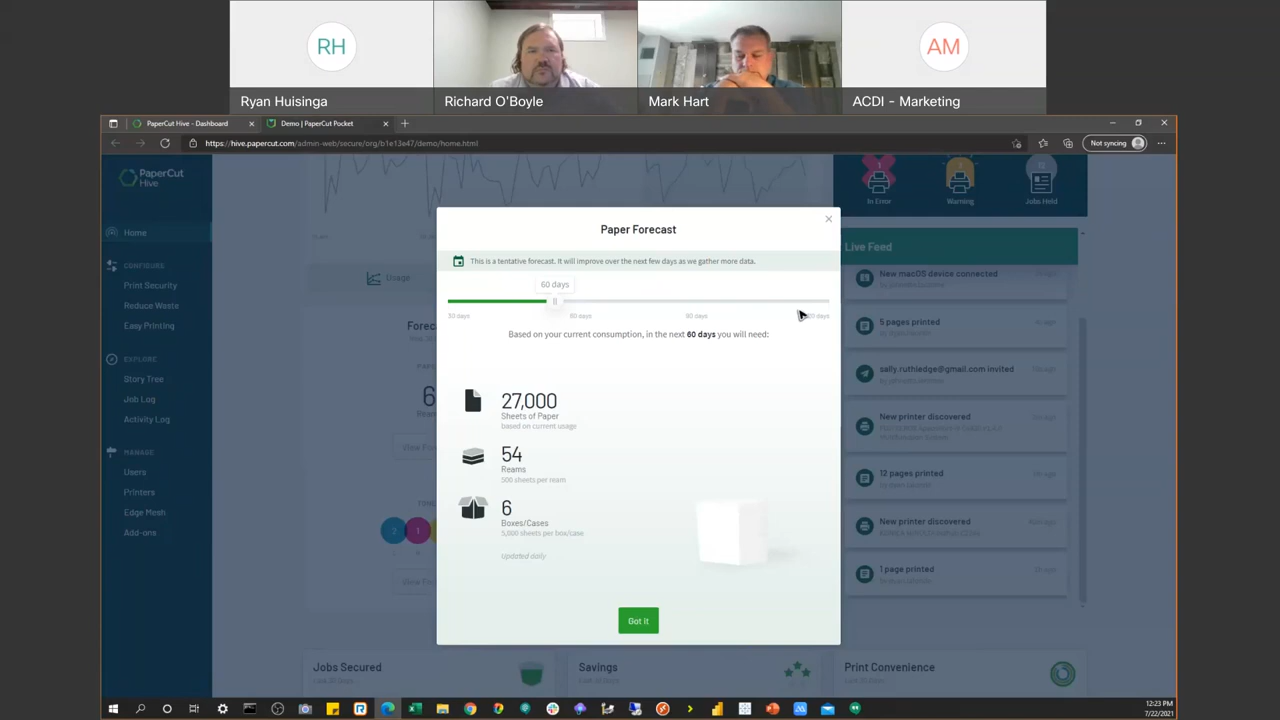 RH
AM
Ryan Huisinga
Richard O'Boyle
Mark Hart
ACDI - Marketing
PaperCut Hive - Dashboard
Demo | PaperCut Pocket
https://hive.papercut.com/admin-web/secure/org/b1e13e47/demo/home.html
Not syncing
PaperCut
Hive
Home
CONFIGURE
Print Security
Reduce Waste
Easy Printing
EXPLORE
Story Tree
Job Log
Activity Log
MANAGE
Users
Printers
Edge Mesh
Add-ons
Usage
Paper Forecast
This is a tentative forecast. It will improve over the next few days as we gather more data.
60 days
30 days
60 days
90 days
days
Based on your current consumption, in the next 60 days you will need:
27,000
Sheets of Paper
based on current usage
54
Reams
500 sheets per ream
6
Boxes/Cases
5,000 sheets per box/case
Updated daily
Got it
In Error
Warning
Jobs Held
Live Feed
New macOS device connected
5 pages printed
sally.ruthledge@gmail.com invited
New printer discovered
12 pages printed
New printer discovered
1 page printed
Jobs Secured
Savings
Print Convenience
12:23 PM
7/22/2021